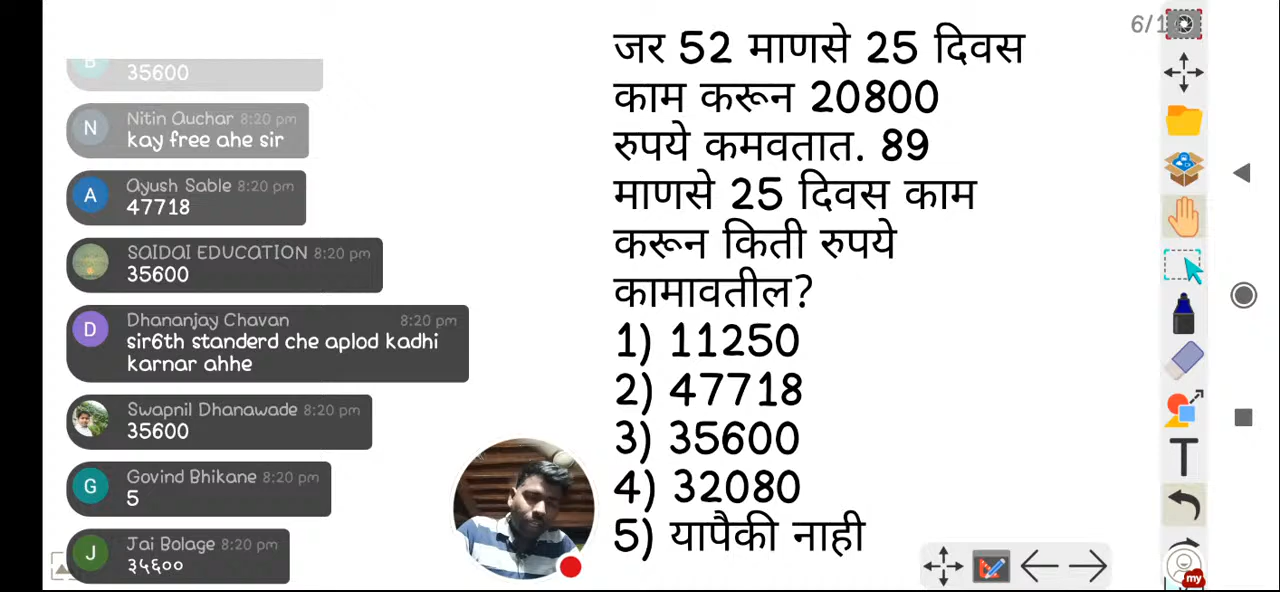 B
35600
N
Nitin Auchar 8:20 pm
kay free ahe sir
A
Ayush Sable 8:20 pm
47718
SAIDAI EDUCATION 8:20 pm
35600
D
Dhananjay Chavan 8:20 pm
sir6th standerd che aplod kadhi
karnar ahhe
Swapnil Dhanawade 8:20 pm
35600
G
Govind Bhikane 8:20 pm
5
J
Jai Bolage 8:20 pm
३५६००
जर 52 माणसे 25 दिवस
काम करून 20800
रुपये कमवतात. 89
माणसे 25 दिवस काम
करून किती रुपये
कामावतील?
1) 11250
2) 47718
3) 35600
4) 32080
5) यापैकी नाही
T
my